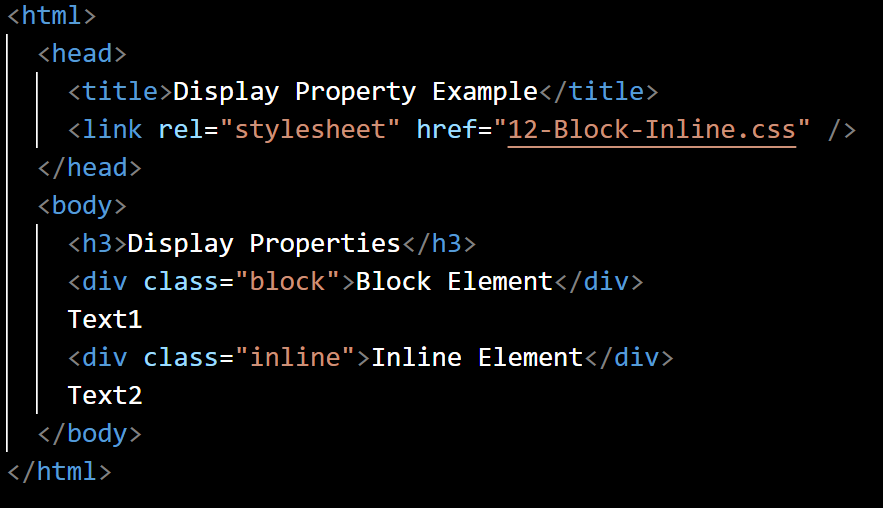 <html>
<head>
<title>Display Property Example</title>
<link rel="stylesheet" href="12-Block-Inline.css" />
</head>
<body>
<h3>Display Properties</h3>
<div class="block">Block Element</div>
Text1
<div class="inline">Inline Element</div>
Text2
</body>
</html>